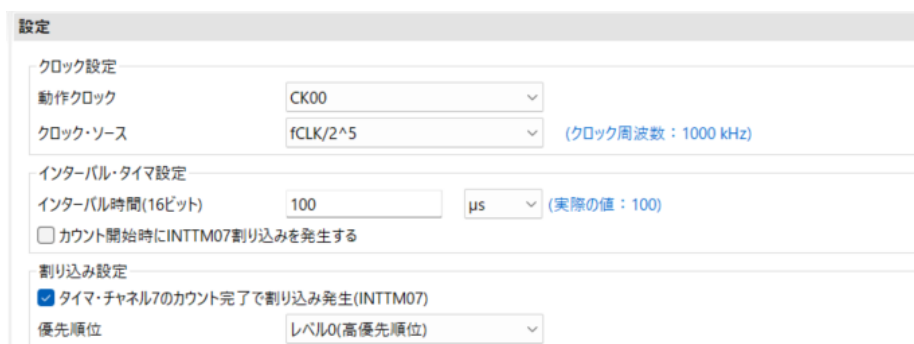 設定
クロック設定
動作クロック CK00
クロック・ソース fCLK/2^5 (クロック周波数：1000 kHz)
インターバル・タイマ設定
インターバル時間(16ビット) 100 µs (実際の値：100)
カウント開始時にINTTM07割り込みを発生する
割り込み設定
タイマ・チャネル7のカウント完了で割り込み発生(INTTM07)
優先順位 レベル0(高優先順位)